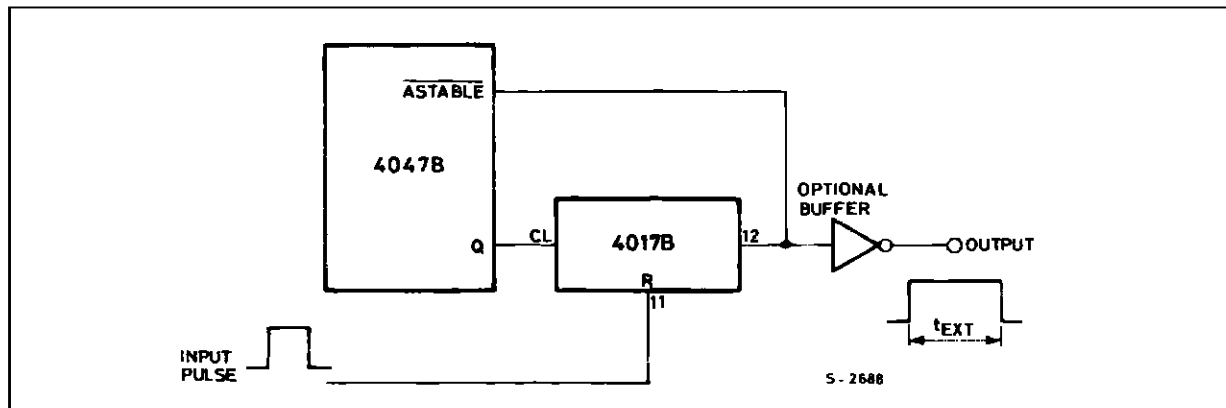 ASTABLE
4047B
OPTIONAL
BUFFER
CL
4017B
12
Q
OUTPUT
R
11
tEXT
INPUT
PULSE
S-2688